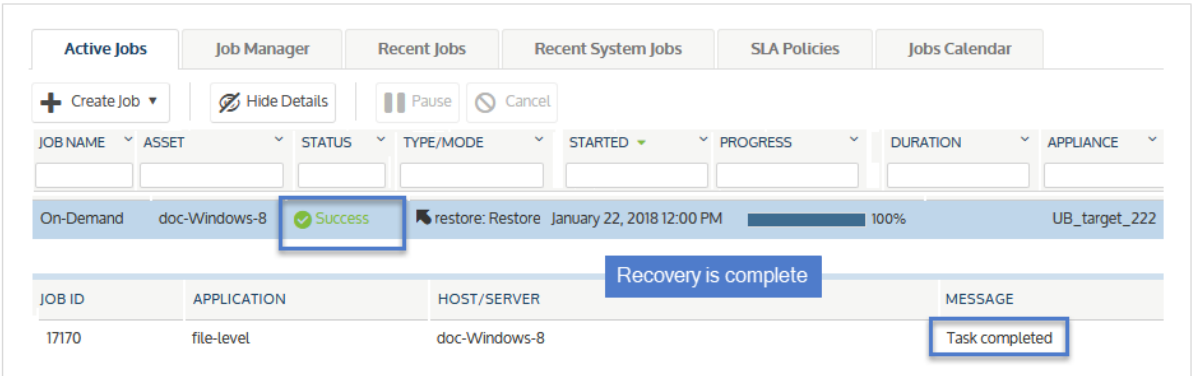 Active Jobs Job Manager Recent Jobs Recent System Jobs SLA Policies Jobs Calendar
Create Job Hide Details Pause Cancel
JOB NAME ASSET STATUS TYPE/MODE STARTED PROGRESS DURATION APPLIANCE
On-Demand doc-Windows-8 Success restore: Restore January 22, 2018 12:00 PM 100% UB_target_222
Recovery is complete
JOB ID APPLICATION HOST/SERVER MESSAGE
17170 file-level doc-Windows-8 Task completed